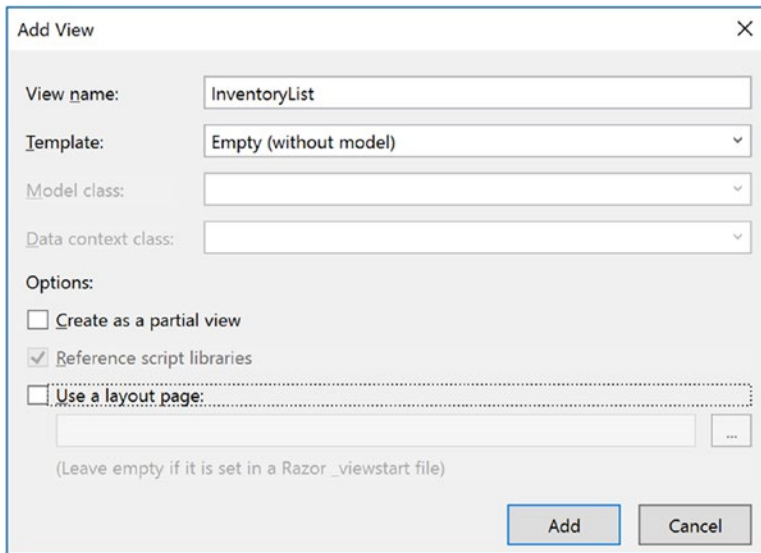 Add View
View name: InventoryList
Template: Empty (without model)
Model class:
Data context class:
Options:
Create as a partial view
Reference script libraries
Use a layout page:
...
(Leave empty if it is set in a Razor _viewstart file)
Add Cancel